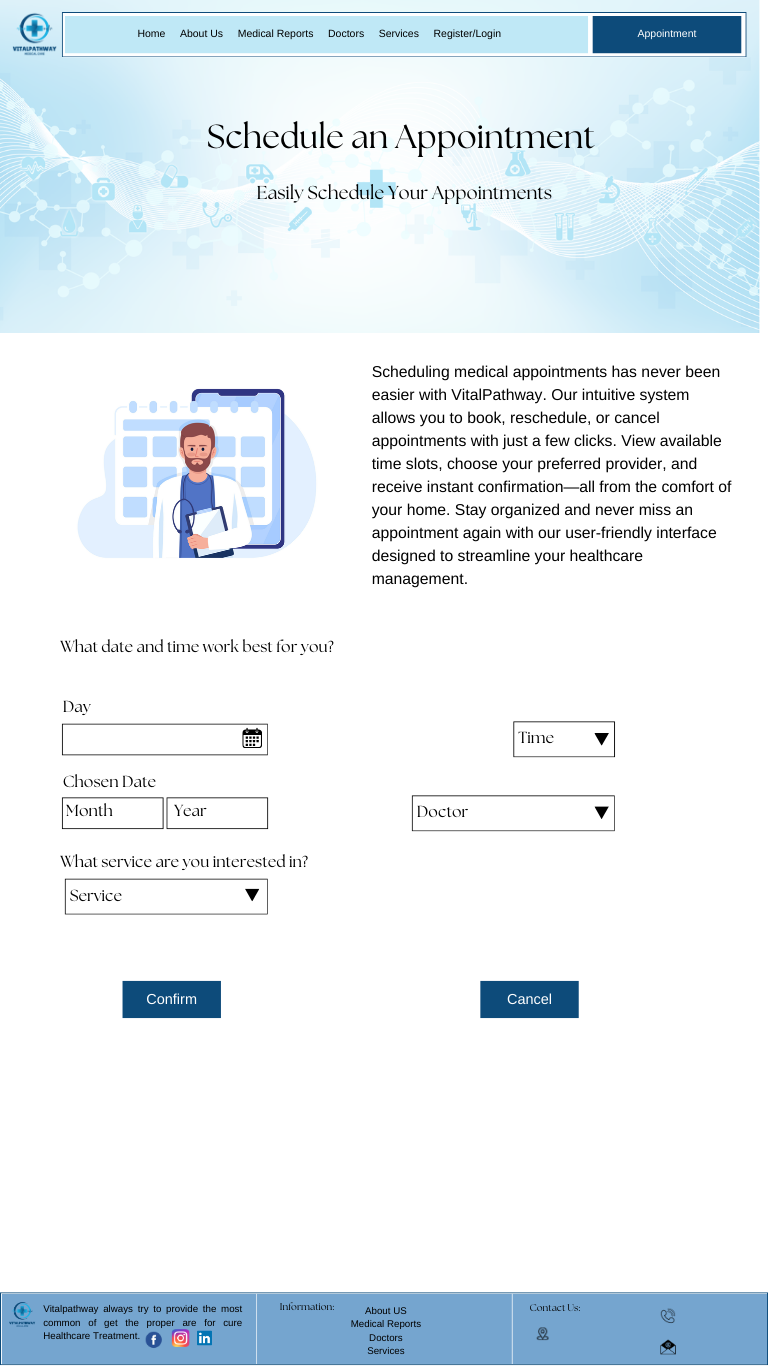 VITALPATHWAY
MEDICAL CARE
Home About Us Medical Reports Doctors Services Register/Login
Appointment
Schedule an Appointment
Easily Schedule Your Appointments
Scheduling medical appointments has never been
easier with VitalPathway. Our intuitive system
allows you to book, reschedule, or cancel
appointments with just a few clicks. View available
time slots, choose your preferred provider, and
receive instant confirmation—all from the comfort of
your home. Stay organized and never miss an
appointment again with our user-friendly interface
designed to streamline your healthcare
management.
What date and time work best for you?
Day
Time
Chosen Date
Month Year
Doctor
What service are you interested in?
Service
Confirm
Cancel
VITALPATHWAY
Vitalpathway always try to provide the most
common of get the proper are for cure
Healthcare Treatment.
Information:
About US
Medical Reports
Doctors
Services
Contact Us: